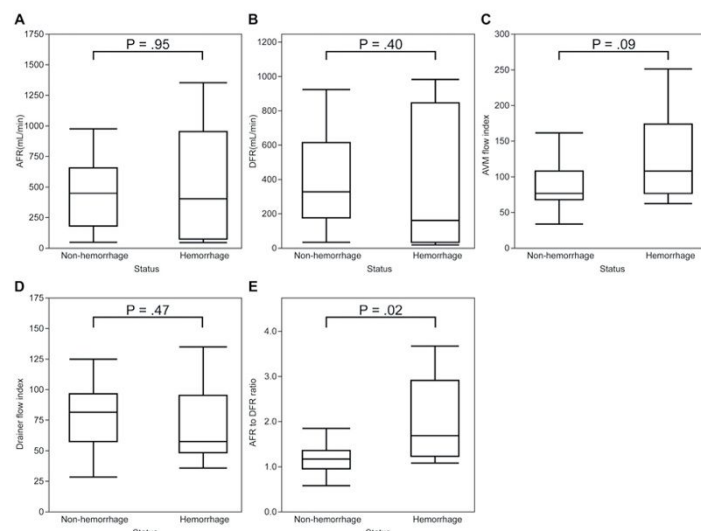 A
P = .95
1750
1500
1250
1000
750
500
250
0
AFR(mL/min)
Non-hemorrhage Hemorrhage
Status
B
P = .40
1200
1000
800
600
400
200
0
DFR(mL/min)
Non-hemorrhage Hemorrhage
Status
C
P = .09
300
250
200
150
100
50
0
AVM flow index
Non-hemorrhage Hemorrhage
Status
D
P = .47
175
150
125
100
75
50
25
0
Drainer flow index
Non-hemorrhage Hemorrhage
Status
E
P = .02
4.0
3.0
2.0
1.0
0.0
AFR to DFR ratio
Non-hemorrhage Hemorrhage
Status